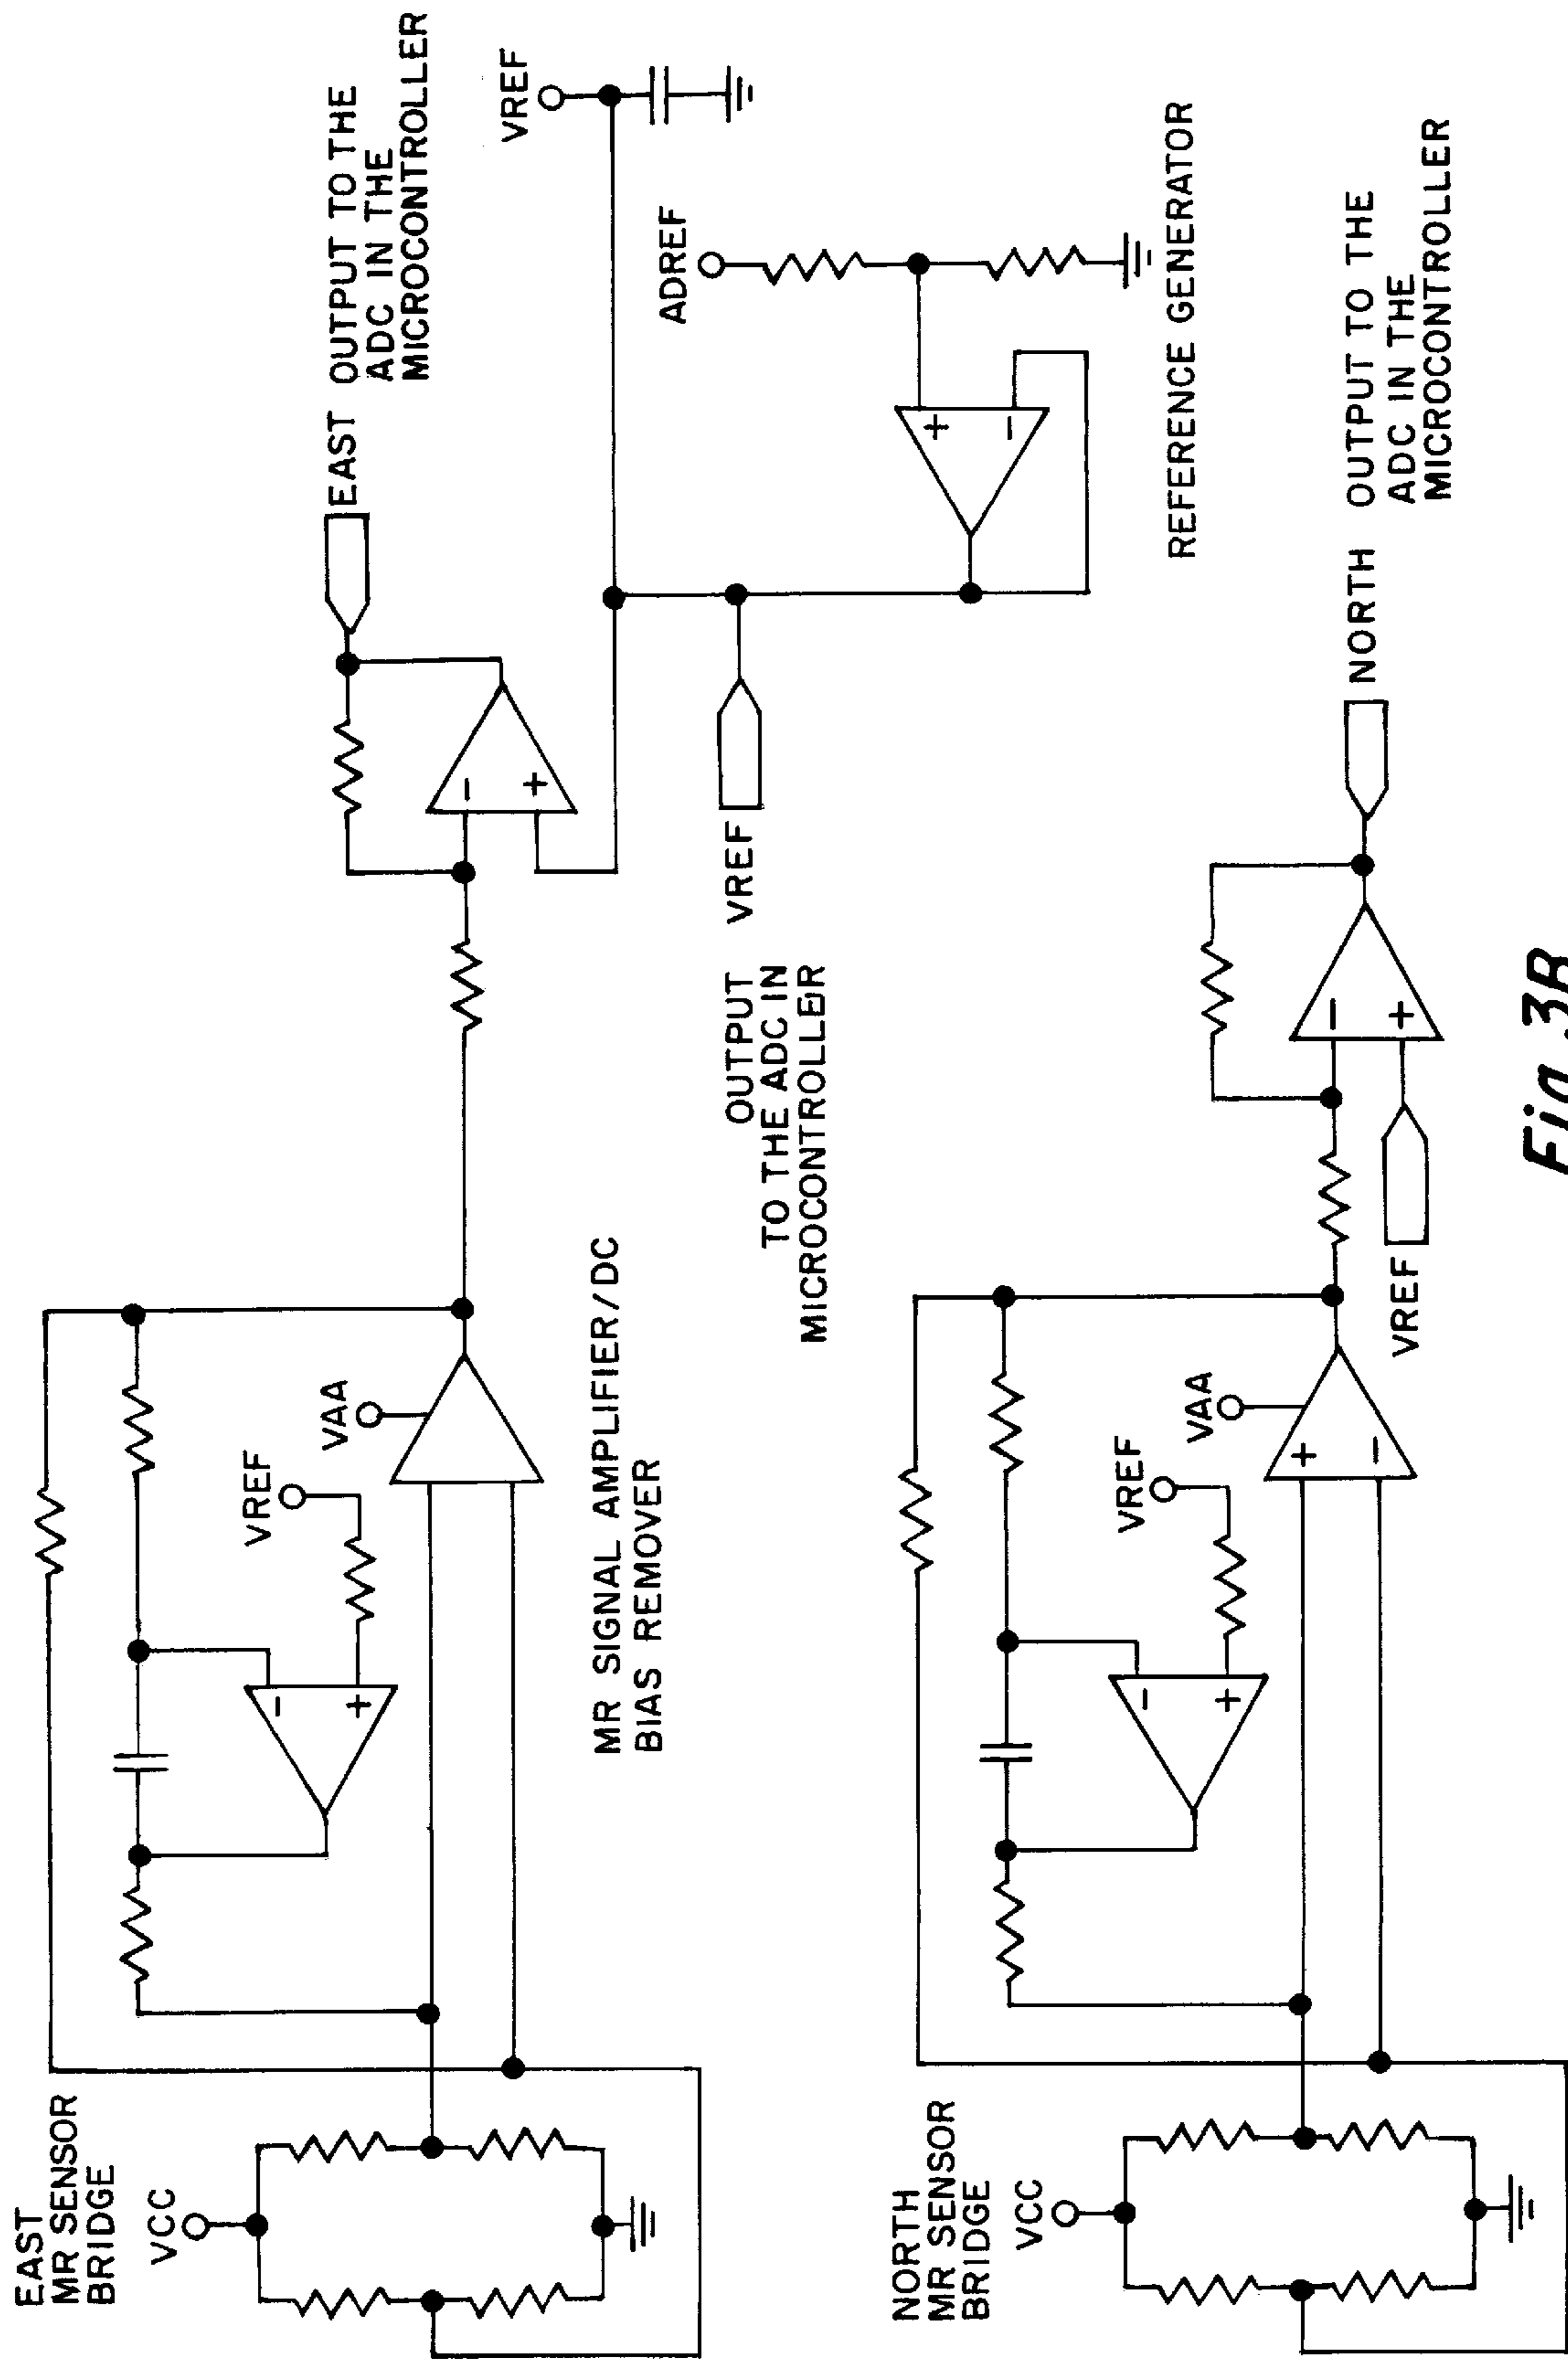 EAST
MR SENSOR
BRIDGE
VCC
VREF
VAA
MR SIGNAL AMPLIFIER/DC
BIAS REMOVER
-
+
-
+
EAST OUTPUT TO THE
ADC IN THE
MICROCONTROLLER
VREF
OUTPUT VREF
TO THE ADC IN
MICROCONTROLLER
ADREF
+
-
REFERENCE GENERATOR
NORTH
MR SENSOR
BRIDGE
VCC
VREF
VAA
-
+
+
-
VREF
-
+
NORTH OUTPUT TO THE
ADC IN THE
MICROCONTROLLER
Fig. 3B